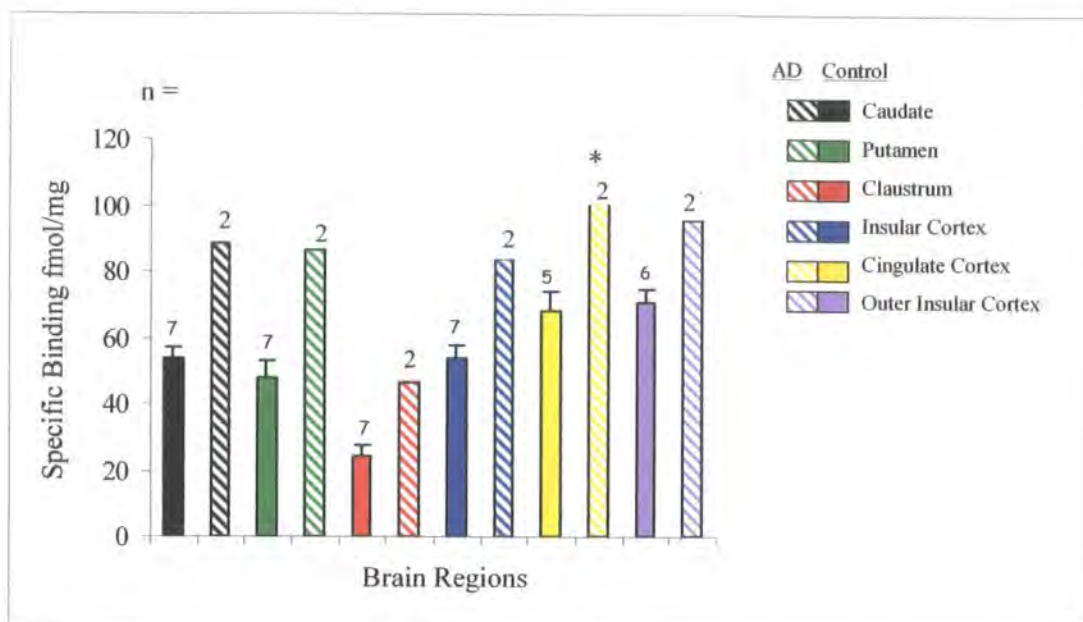 n =
AD Control
Caudate
Putamen
Claustrum
Insular Cortex
Cingulate Cortex
Outer Insular Cortex
Specific Binding fmol/mg
120
100
80
60
40
20
0
7
2
7
2
7
2
7
2
5
*
2
6
2
Brain Regions